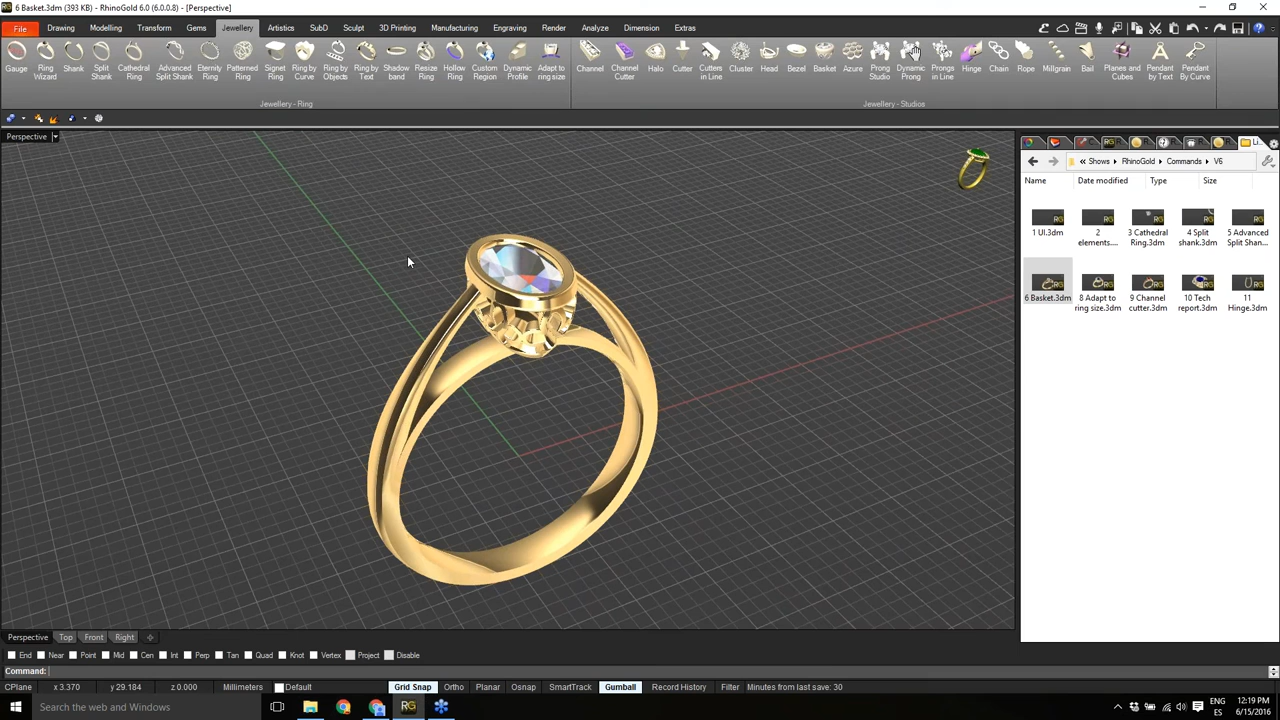 6 Basket.3dm (393 KB) - RhinoGold 6.0 (6.0.0.8) - [Perspective]
File Drawing Modelling Transform Gems Jewellery Artistics SubD Sculpt 3D Printing Manufacturing Engraving Render Analyze Dimension Extras
Gauge Ring Wizard Shank Split Shank Cathedral Ring Advanced Split Shank Eternity Ring Patterned Ring Signet Ring Ring by Curve Ring by Objects Ring by Text Shadow band Resize Ring Hollow Ring Custom Region Dynamic Profile Adapt to ring size Channel Channel Cutter Halo Cutter Cutters in Line Cluster Head Bezel Basket Azure Prong Studio Dynamic Prong Prongs in Line Hinge Chain Rope Millgrain Bail Planes and Cubes Pendant by Text Pendant By Curve
Jewellery - Ring Jewellery - Studios
Perspective
Li...
« Shows RhinoGold Commands V6
Name Date modified Type Size
1 UI.3dm
2 elements....
3 Cathedral Ring.3dm
4 Split shank.3dm
5 Advanced Split Shan...
6 Basket.3dm
8 Adapt to ring size.3dm
9 Channel cutter.3dm
10 Tech report.3dm
11 Hinge.3dm
Perspective Top Front Right
End Near Point Mid Cen Int Perp Tan Quad Knot Vertex Project Disable
Command:
CPlane x 3.370 y 29.184 z 0.000 Millimeters Default Grid Snap Ortho Planar Osnap SmartTrack Gumball Record History Filter Minutes from last save: 30
Search the web and Windows
RG
ENG
ES
12:19 PM
6/15/2016